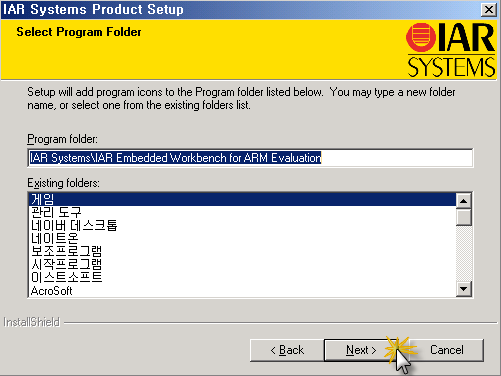 IAR Systems Product Setup
Select Program Folder
IAR
SYSTEMS
Setup will add program icons to the Program folder listed below. You may type a new folder
name, or select one from the existing folders list.
Program folder:
IAR Systems\IAR Embedded Workbench for ARM Evaluation
Existing folders:
게임
관리 도구
네이버 데스크톱
네이트온
보조프로그램
시작프로그램
이스트소프트
AcroSoft
InstallShield
< Back
Next >
Cancel